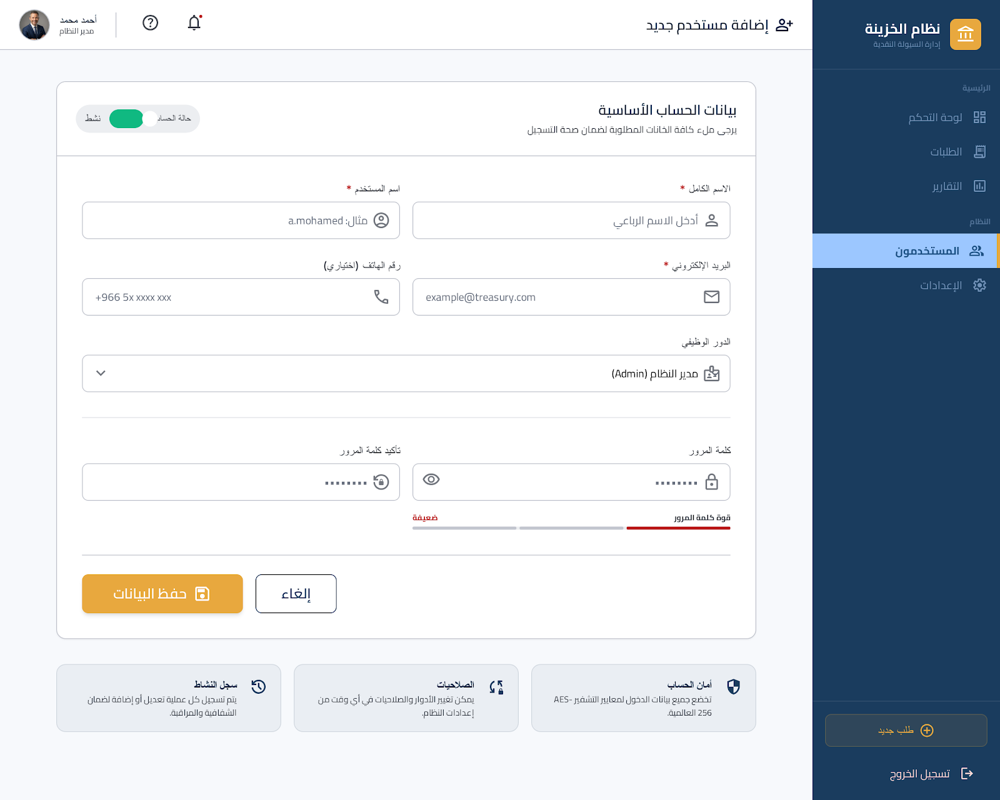 نظام الخزينة
إدارة السيولة النقدية
الرئيسية
لوحة التحكم
الطلبات
التقارير
النظام
المستخدمون
الإعدادات
طلب جديد
تسجيل الخروج
إضافة مستخدم جديد
أحمد محمد
مدير النظام
بيانات الحساب الأساسية
يرجى ملء كافة الخانات المطلوبة لضمان صحة التسجيل
حالة الحساب
نشط
الاسم الكامل *
أدخل الاسم الرباعي
اسم المستخدم *
مثال: a.mohamed
البريد الإلكتروني *
example@treasury.com
رقم الهاتف (اختياري)
+966 5x xxxx xxx
الدور الوظيفي
مدير النظام (Admin)
كلمة المرور
••••••••
تأكيد كلمة المرور
••••••••
قوة كلمة المرور
ضعيفة
إلغاء
حفظ البيانات
أمان الحساب
تخضع جميع بيانات الدخول لمعايير التشفير AES-
256 العالمية.
الصلاحيات
يمكن تغيير الأدوار والصلاحيات في أي وقت من
إعدادات النظام.
سجل النشاط
يتم تسجيل كل عملية تعديل أو إضافة لضمان
الشفافية والمراقبة.